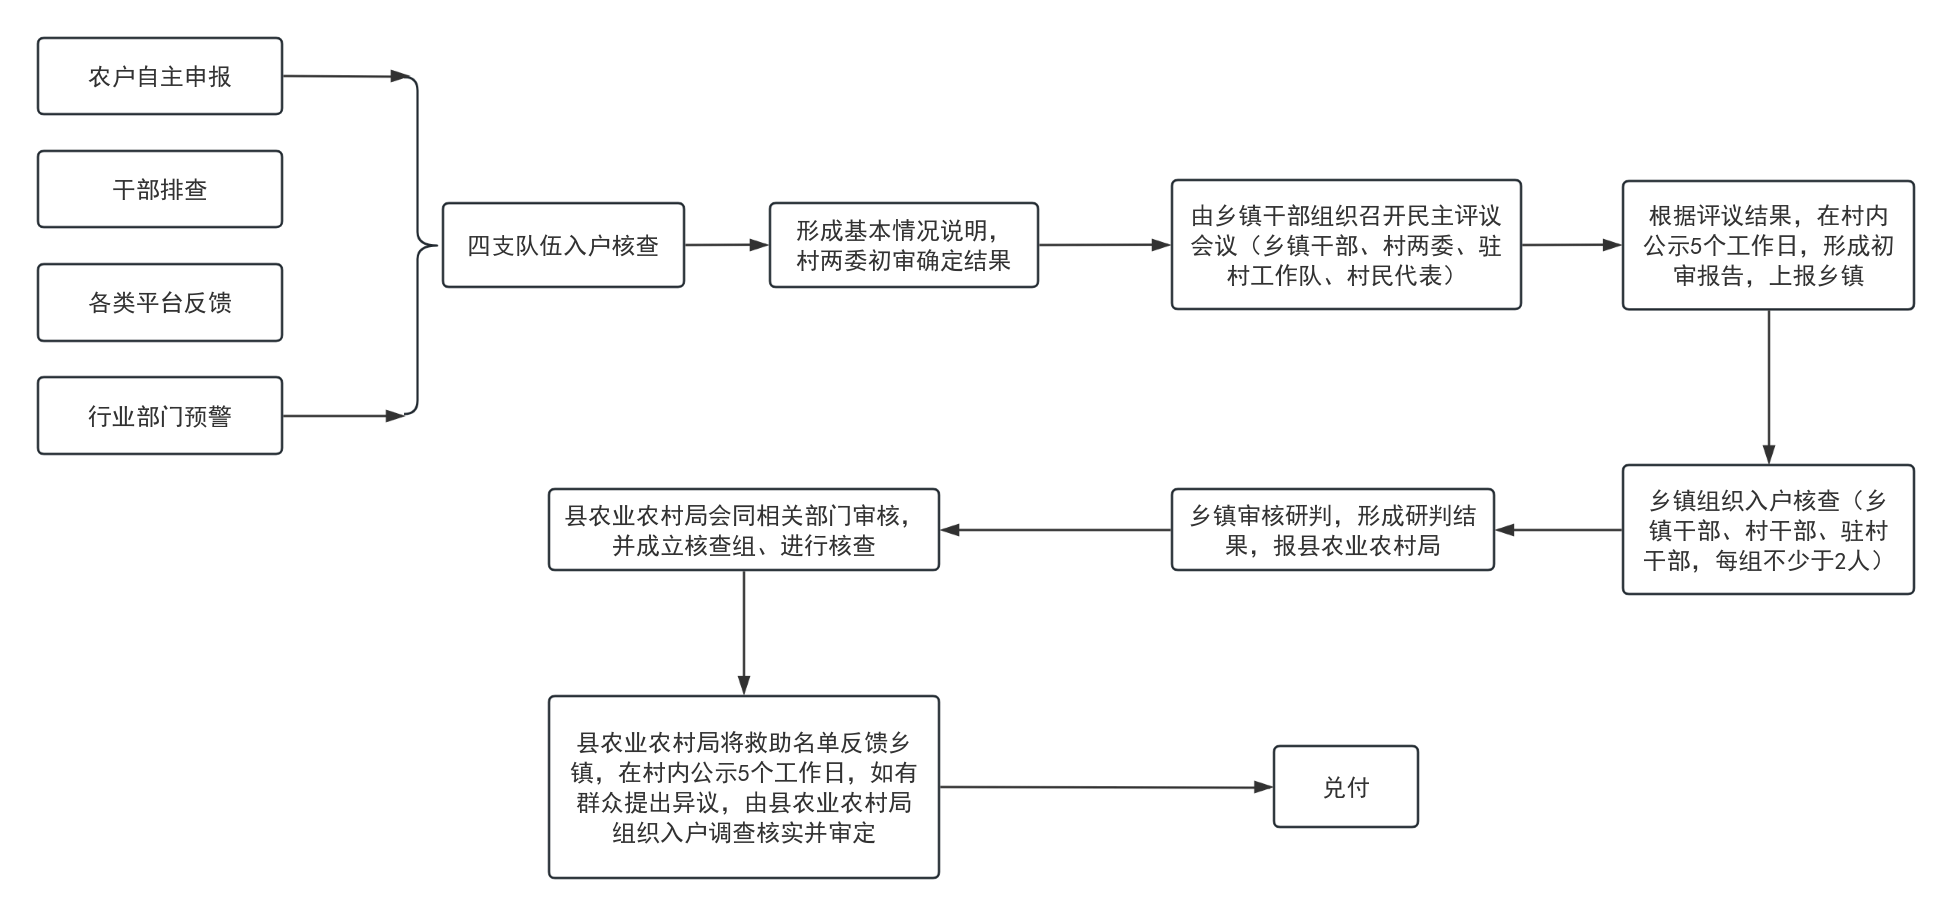 农户自主申报
干部排查
各类平台反馈
行业部门预警
四支队伍入户核查
形成基本情况说明，
村两委初审确定结果
由乡镇干部组织召开民主评议
会议（乡镇干部、村两委、驻
村工作队、村民代表）
根据评议结果，在村内
公示5个工作日，形成初
审报告，上报乡镇
乡镇组织入户核查（乡
镇干部、村干部、驻村
干部，每组不少于2人）
乡镇审核研判，形成研判结
果，报县农业农村局
县农业农村局会同相关部门审核，
并成立核查组、进行核查
县农业农村局将救助名单反馈乡
镇，在村内公示5个工作日，如有
群众提出异议，由县农业农村局
组织入户调查核实并审定
兑付